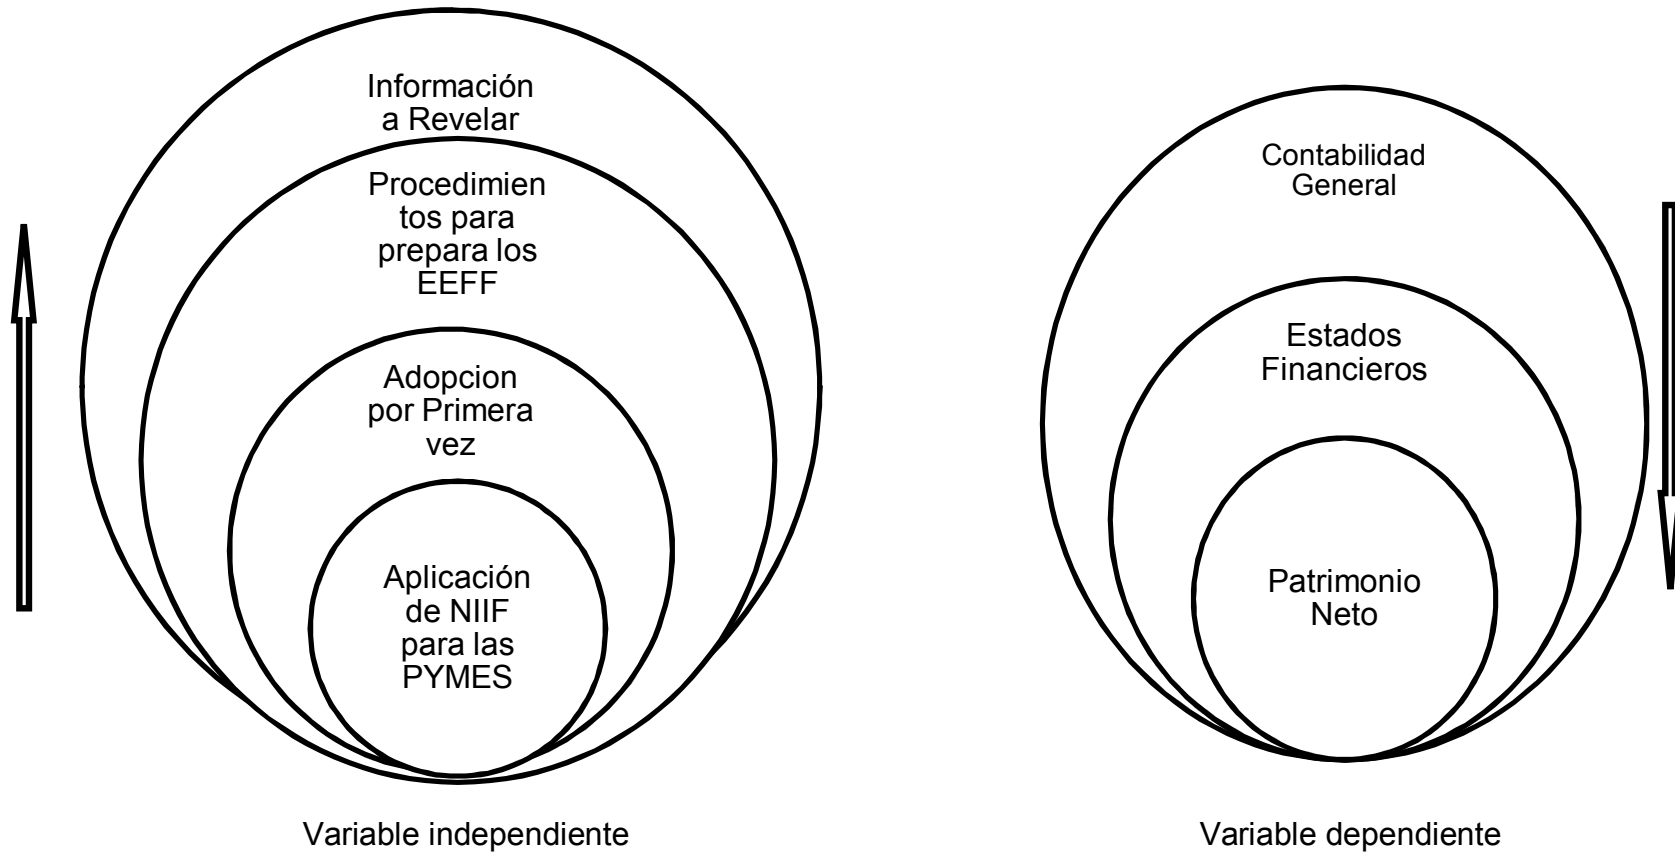 Información
a Revelar
Procedimien
tos para
prepara los
EEFF
Adopcion
por Primera
vez
Aplicación
de NIIF
para las
PYMES
Variable independiente
Contabilidad
General
Estados
Financieros
Patrimonio
Neto
Variable dependiente